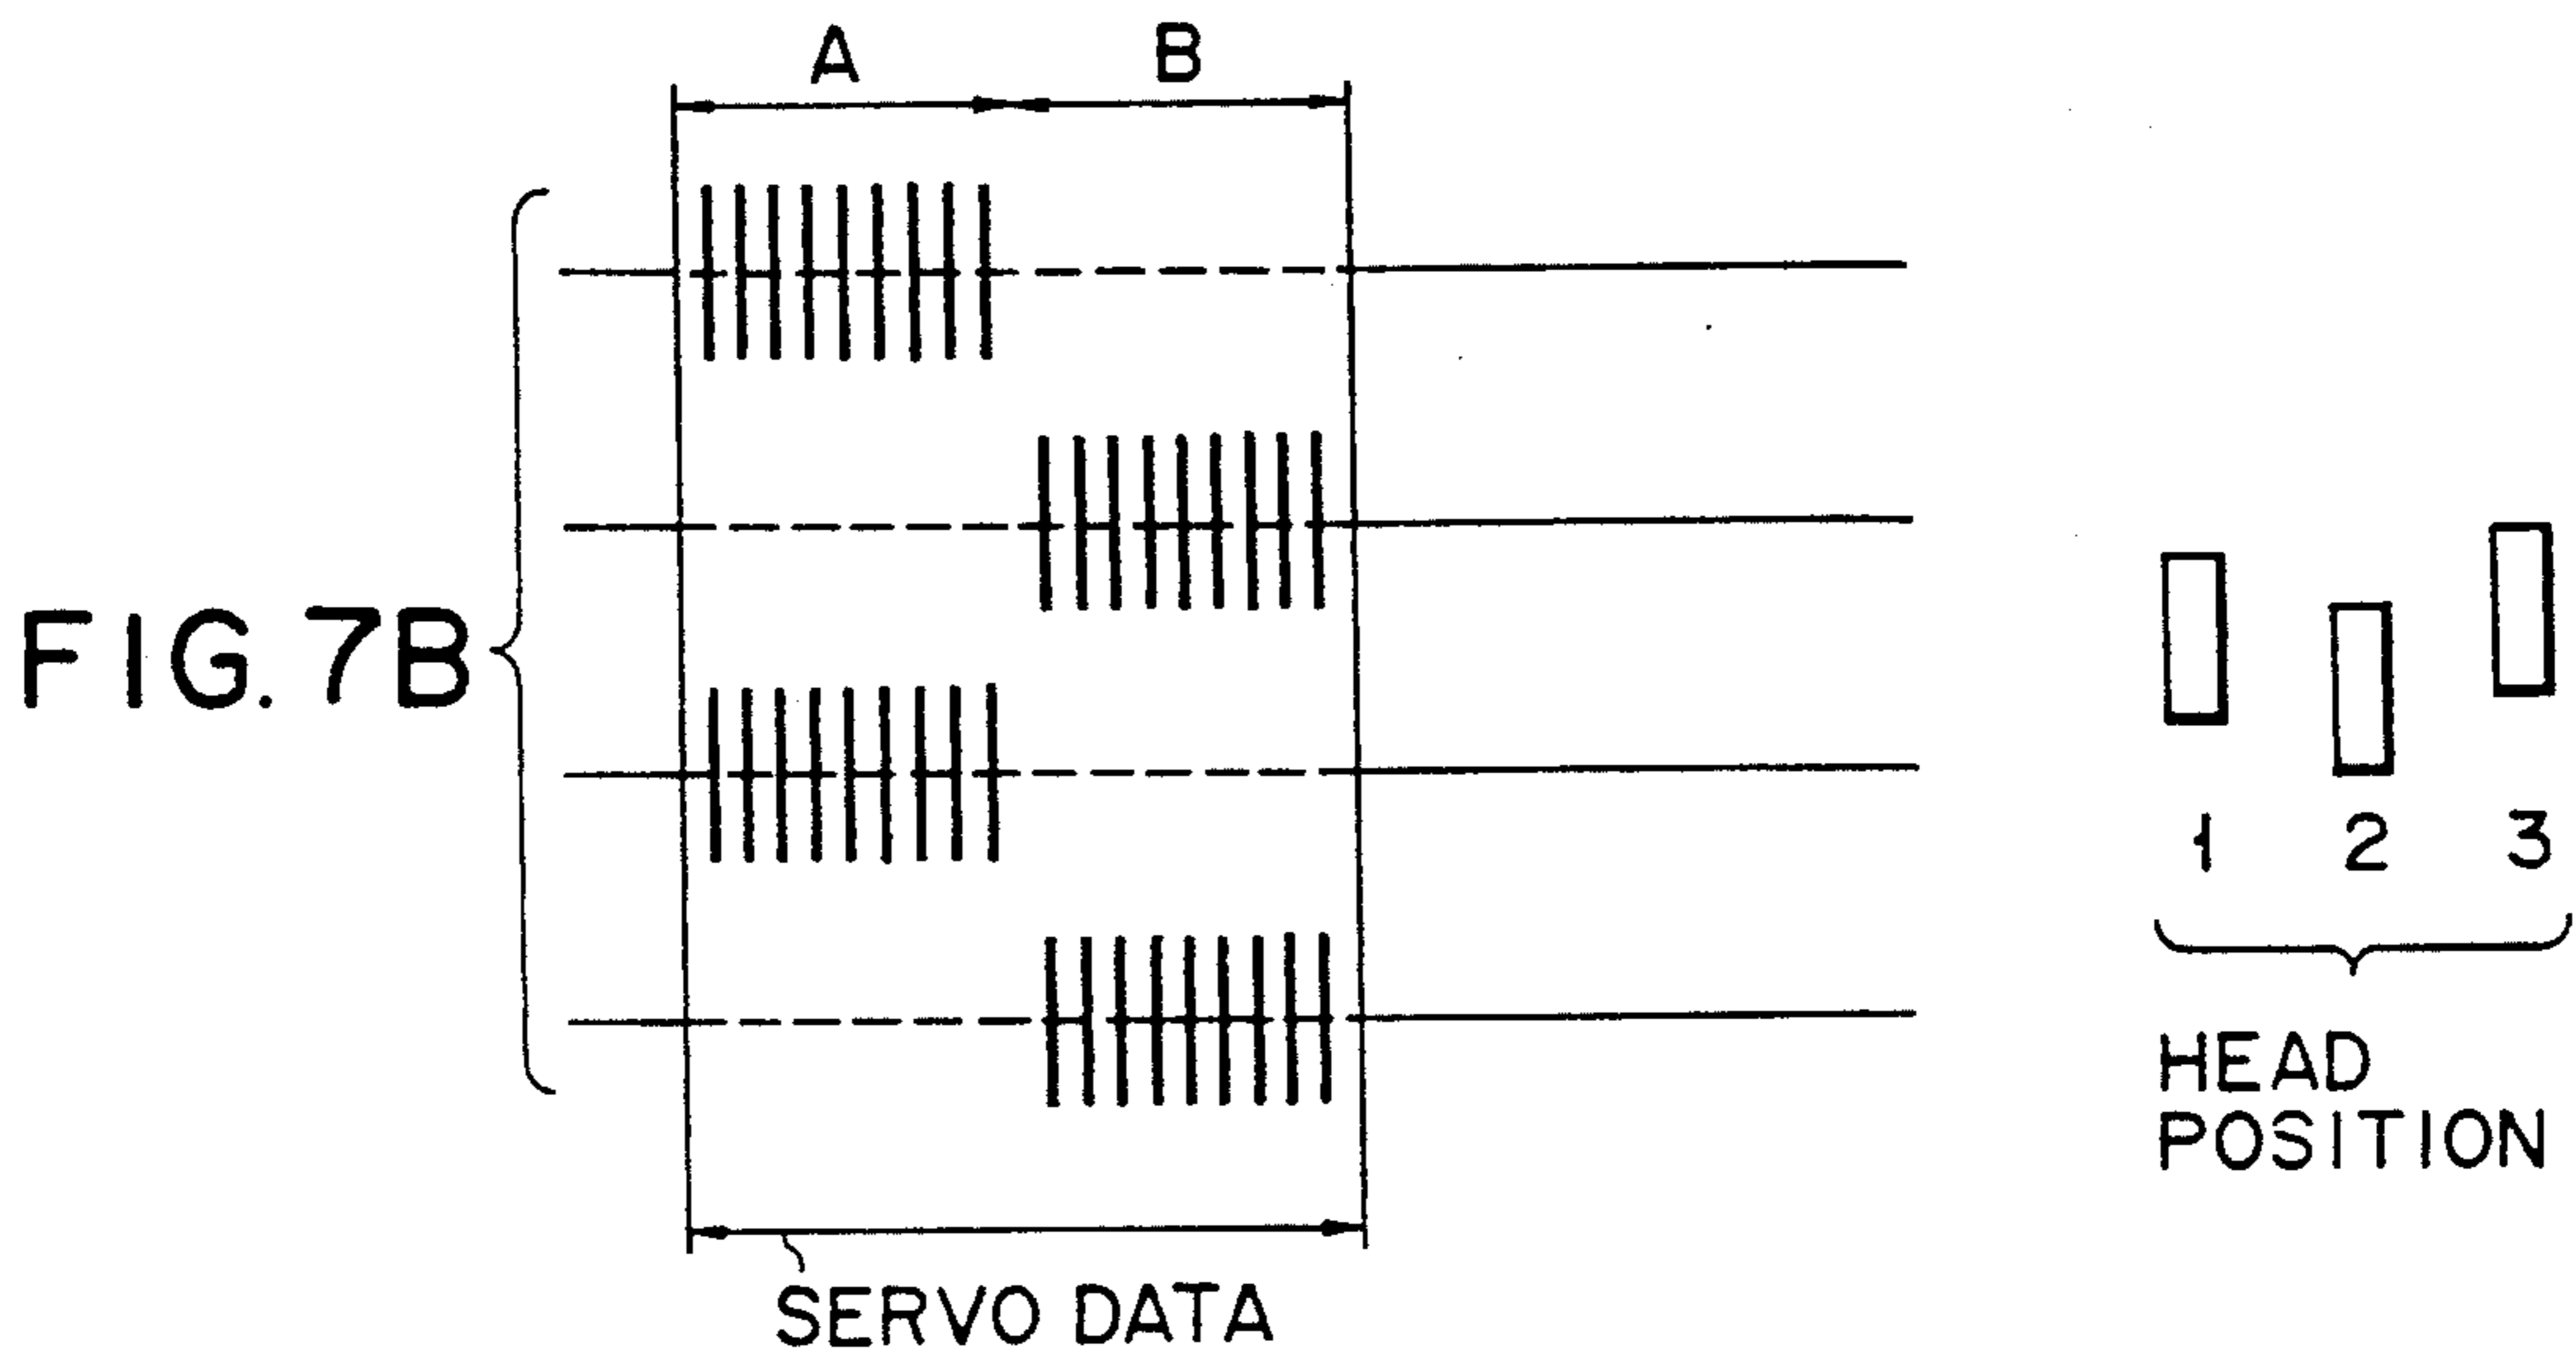 A B
FIG. 7B
1 2 3
HEAD
POSITION
SERVO DATA